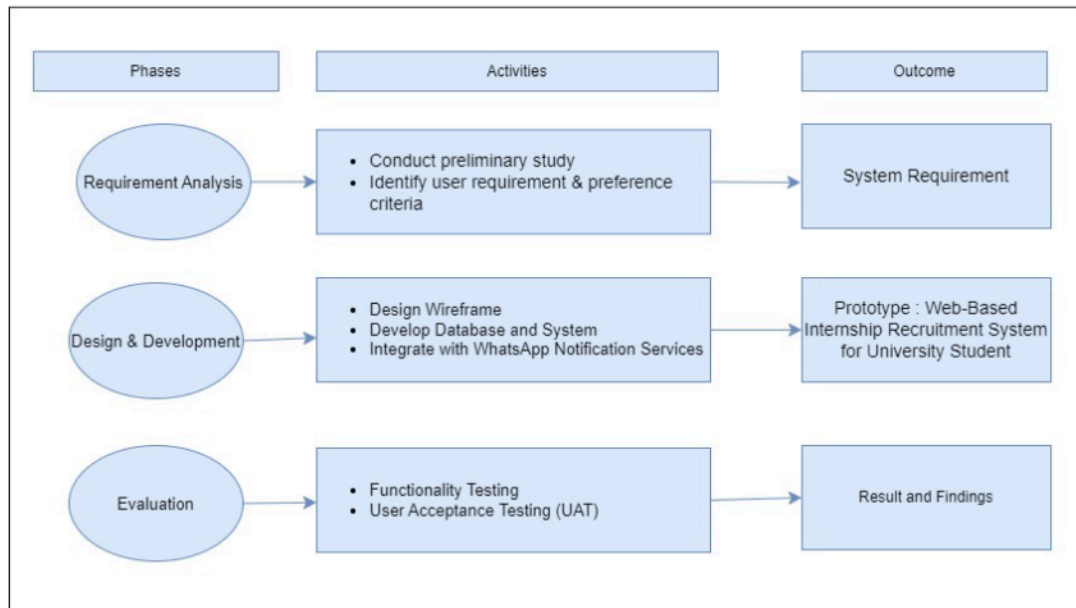 Phases
Activities
Outcome
Requirement Analysis
• Conduct preliminary study
• Identify user requirement & preference
criteria
System Requirement
Design & Development
• Design Wireframe
• Develop Database and System
• Integrate with WhatsApp Notification Services
Prototype : Web-Based
Internship Recruitment System
for University Student
Evaluation
• Functionality Testing
• User Acceptance Testing (UAT)
Result and Findings